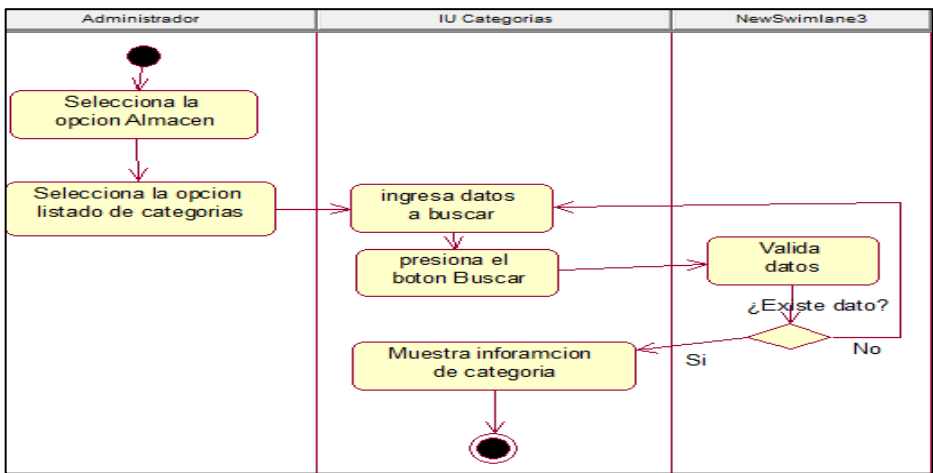 Administrador
IU Categorias
NewSwimlane3
Selecciona la
opcion Almacen
Selecciona la opcion
listado de categorias
ingresa datos
a buscar
presiona el
boton Buscar
Valida
datos
¿Existe dato?
No
Si
Muestra inforamcion
de categoria